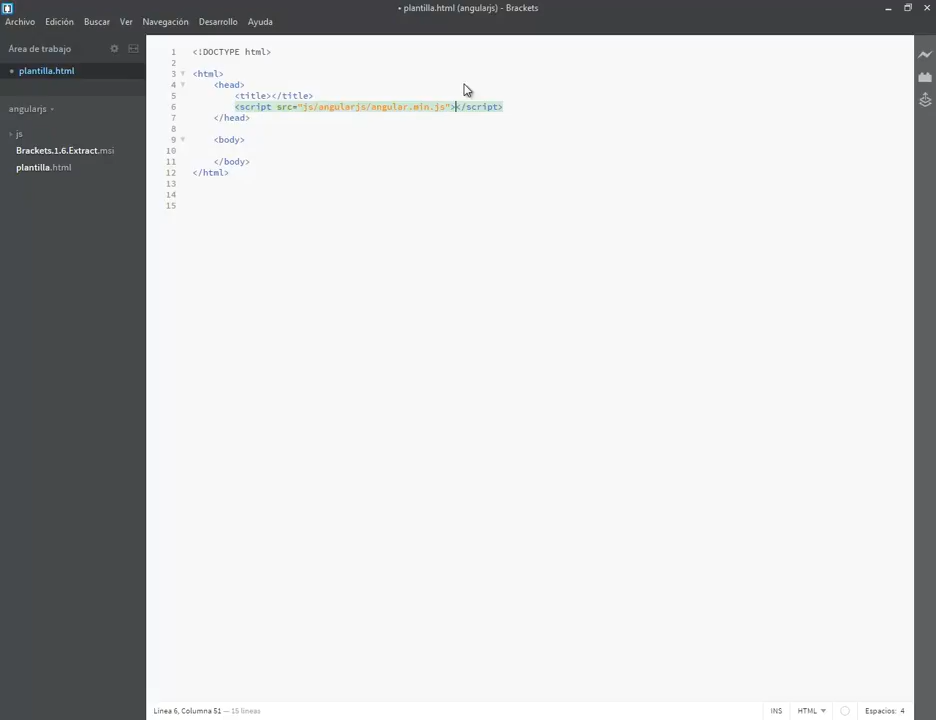 • plantilla.html (angularjs) - Brackets
Archivo Edición Buscar Ver Navegación Desarrollo Ayuda
Área de trabajo
• plantilla.html
angularjs
js
Brackets.1.6.Extract.msi
plantilla.html
1 <!DOCTYPE html>
2
3 <html>
4 <head>
5 <title></title>
6 <script src="js/angularjs/angular.min.js"></script>
7 </head>
8
9 <body>
10
11 </body>
12 </html>
13
14
15
Línea 6, Columna 51 — 15 líneas INS HTML Espacios: 4